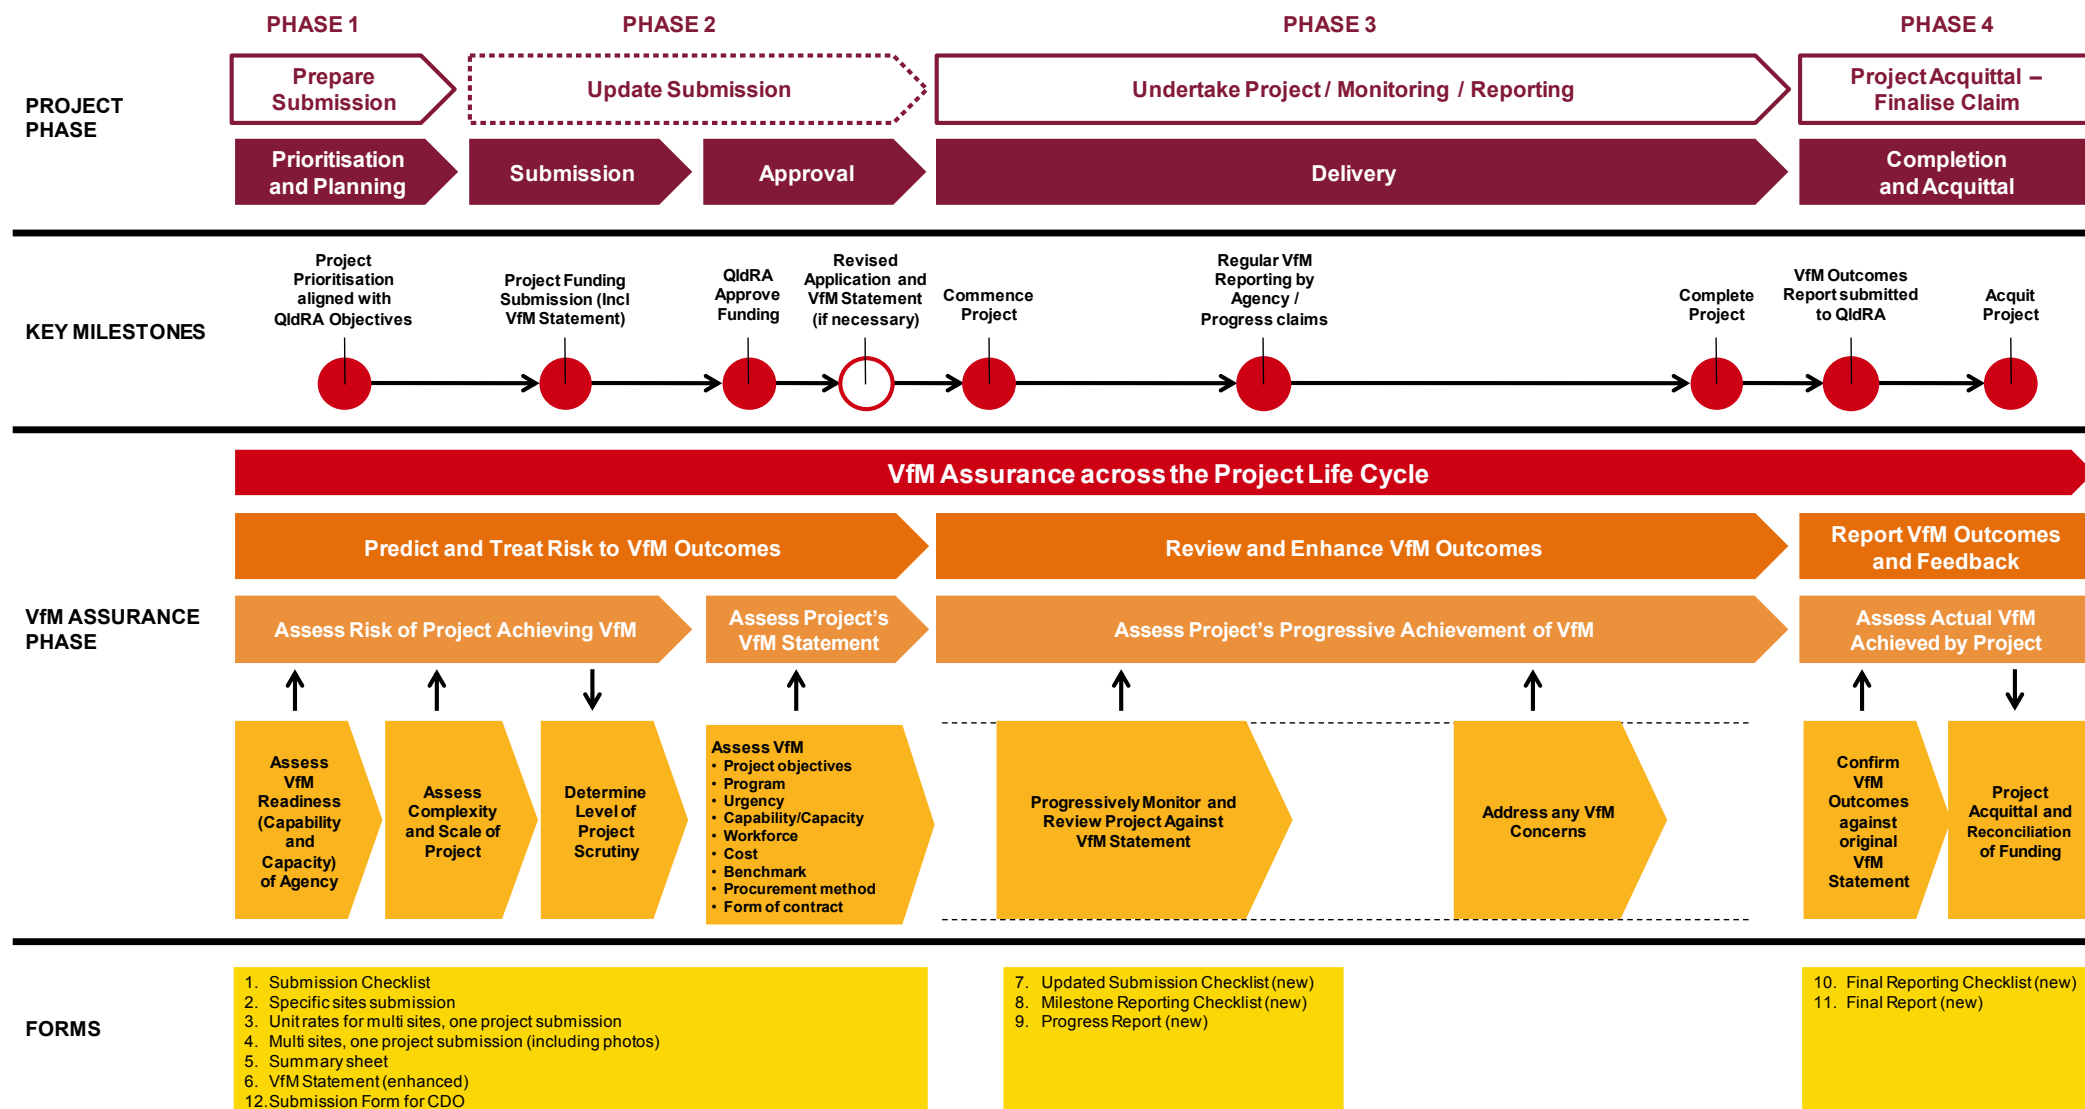 PHASE 1
PHASE 2
PHASE 3
PHASE 4
PROJECT
PHASE
Prepare
Submission
Update Submission
Undertake Project / Monitoring / Reporting
Project Acquittal –
Finalise Claim
Prioritisation
and Planning
Submission
Approval
Delivery
Completion
and Acquittal
KEY MILESTONES
Project
Prioritisation
aligned with
QldRA Objectives
Project Funding
Submission (Incl
VfM Statement)
QldRA
Approve
Funding
Revised
Application and
VfM Statement
(if necessary)
Commence
Project
Regular VfM
Reporting by
Agency /
Progress claims
Complete
Project
VfM Outcomes
Report submitted
to QldRA
Acquit
Project
VfM ASSURANCE
PHASE
VfM Assurance across the Project Life Cycle
Predict and Treat Risk to VfM Outcomes
Review and Enhance VfM Outcomes
Report VfM Outcomes
and Feedback
Assess Risk of Project Achieving VfM
Assess Project's
VfM Statement
Assess Project's Progressive Achievement of VfM
Assess Actual VfM
Achieved by Project
Assess
VfM
Readiness
(Capability
and
Capacity)
of Agency
Assess
Complexity
and Scale of
Project
Determine
Level of
Project
Scrutiny
Assess VfM
• Project objectives
• Program
• Urgency
• Capability/Capacity
• Workforce
• Cost
• Benchmark
• Procurement method
• Form of contract
Progressively Monitor and
Review Project Against
VfM Statement
Address any VfM
Concerns
Confirm
VfM
Outcomes
against
original
VfM
Statement
Project
Acquittal and
Reconciliation
of Funding
FORMS
1. Submission Checklist
2. Specific sites submission
3. Unit rates for multi sites, one project submission
4. Multi sites, one project submission (including photos)
5. Summary sheet
6. VfM Statement (enhanced)
12. Submission Form for CDO
7. Updated Submission Checklist (new)
8. Milestone Reporting Checklist (new)
9. Progress Report (new)
10. Final Reporting Checklist (new)
11. Final Report (new)